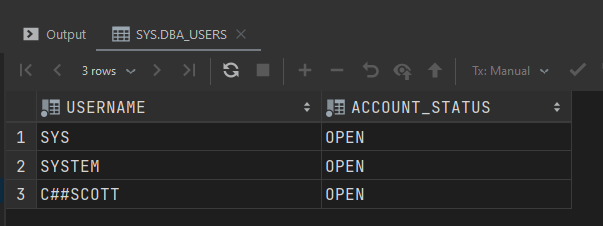 Output SYS.DBA_USERS
3 rows Tx: Manual
USERNAME ACCOUNT_STATUS
1 SYS OPEN
2 SYSTEM OPEN
3 C##SCOTT OPEN